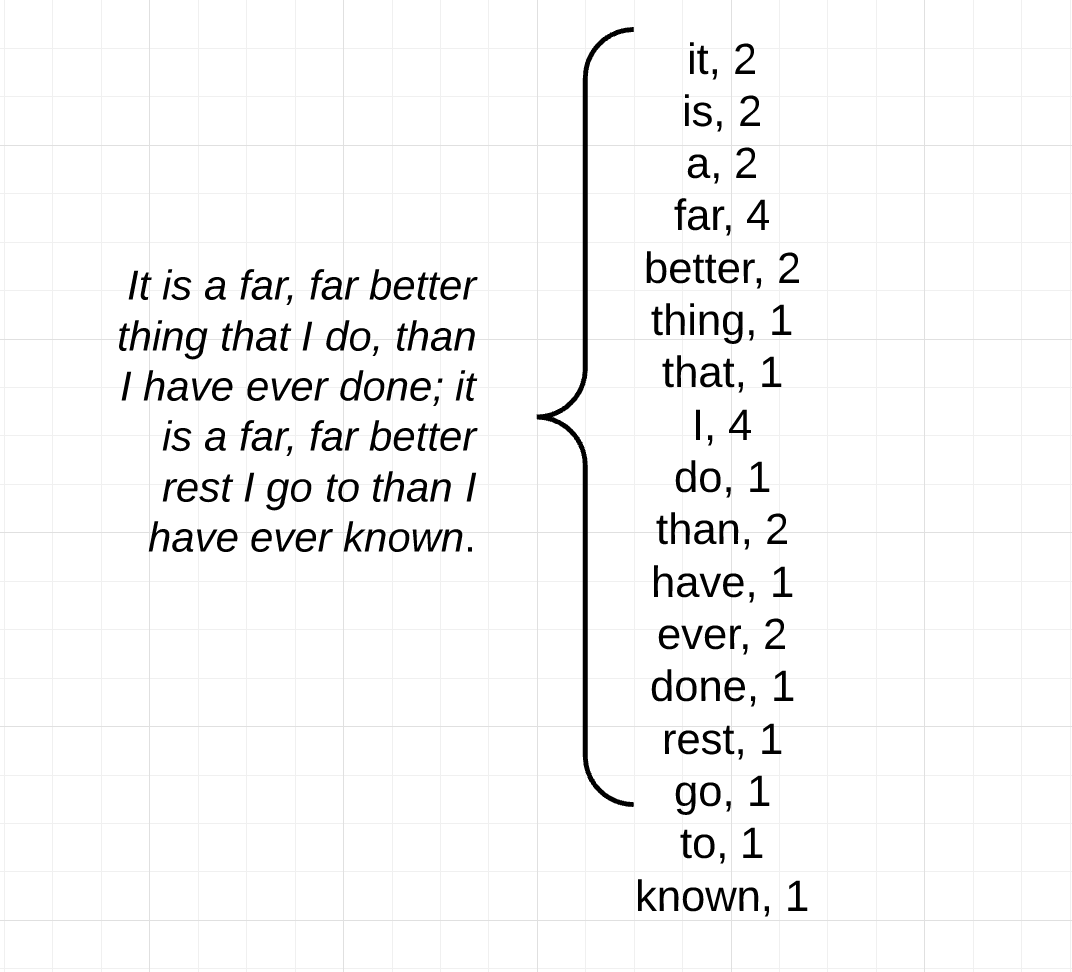 It is a far, far better
thing that I do, than
I have ever done; it
is a far, far better
rest I go to than I
have ever known.
it, 2
is, 2
a, 2
far, 4
better, 2
thing, 1
that, 1
I, 4
do, 1
than, 2
have, 1
ever, 2
done, 1
rest, 1
go, 1
to, 1
known, 1